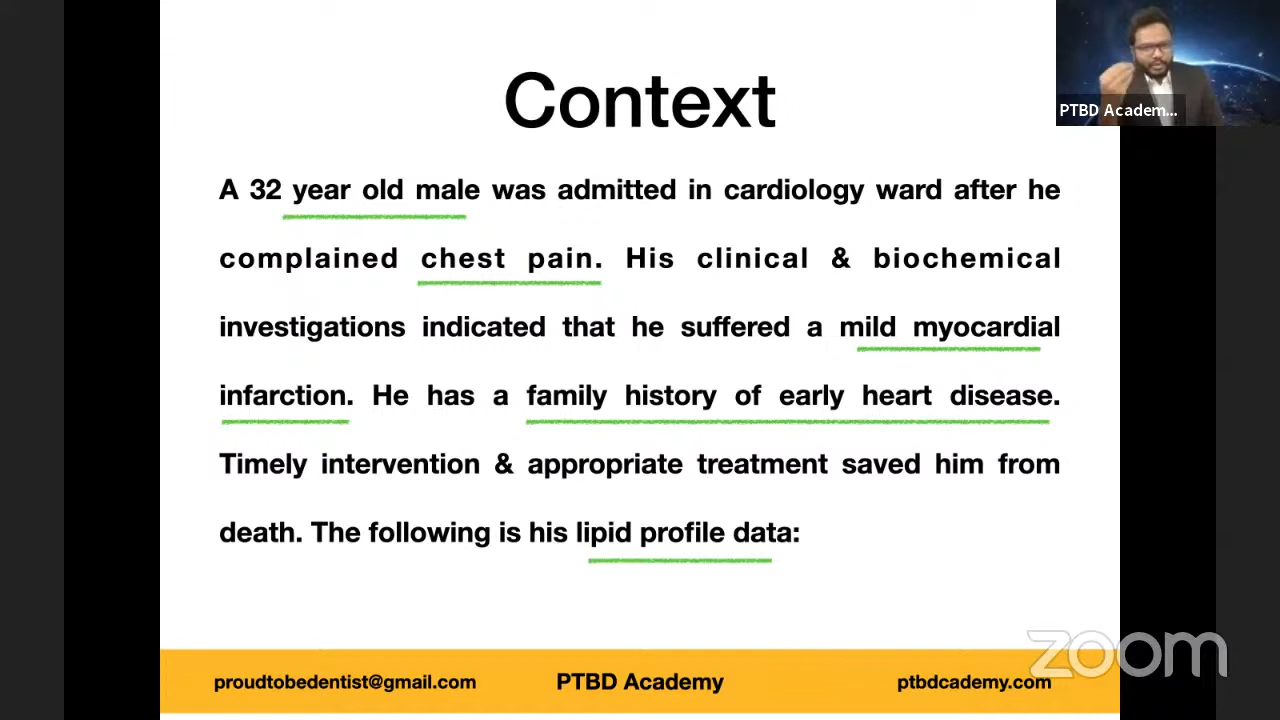 Context
PTBD Academ...
A 32 year old male was admitted in cardiology ward after he
complained chest pain. His clinical & biochemical
investigations indicated that he suffered a mild myocardial
infarction. He has a family history of early heart disease.
Timely intervention & appropriate treatment saved him from
death. The following is his lipid profile data:
zoom
proudtobedentist@gmail.com
PTBD Academy
ptbdcademy.com